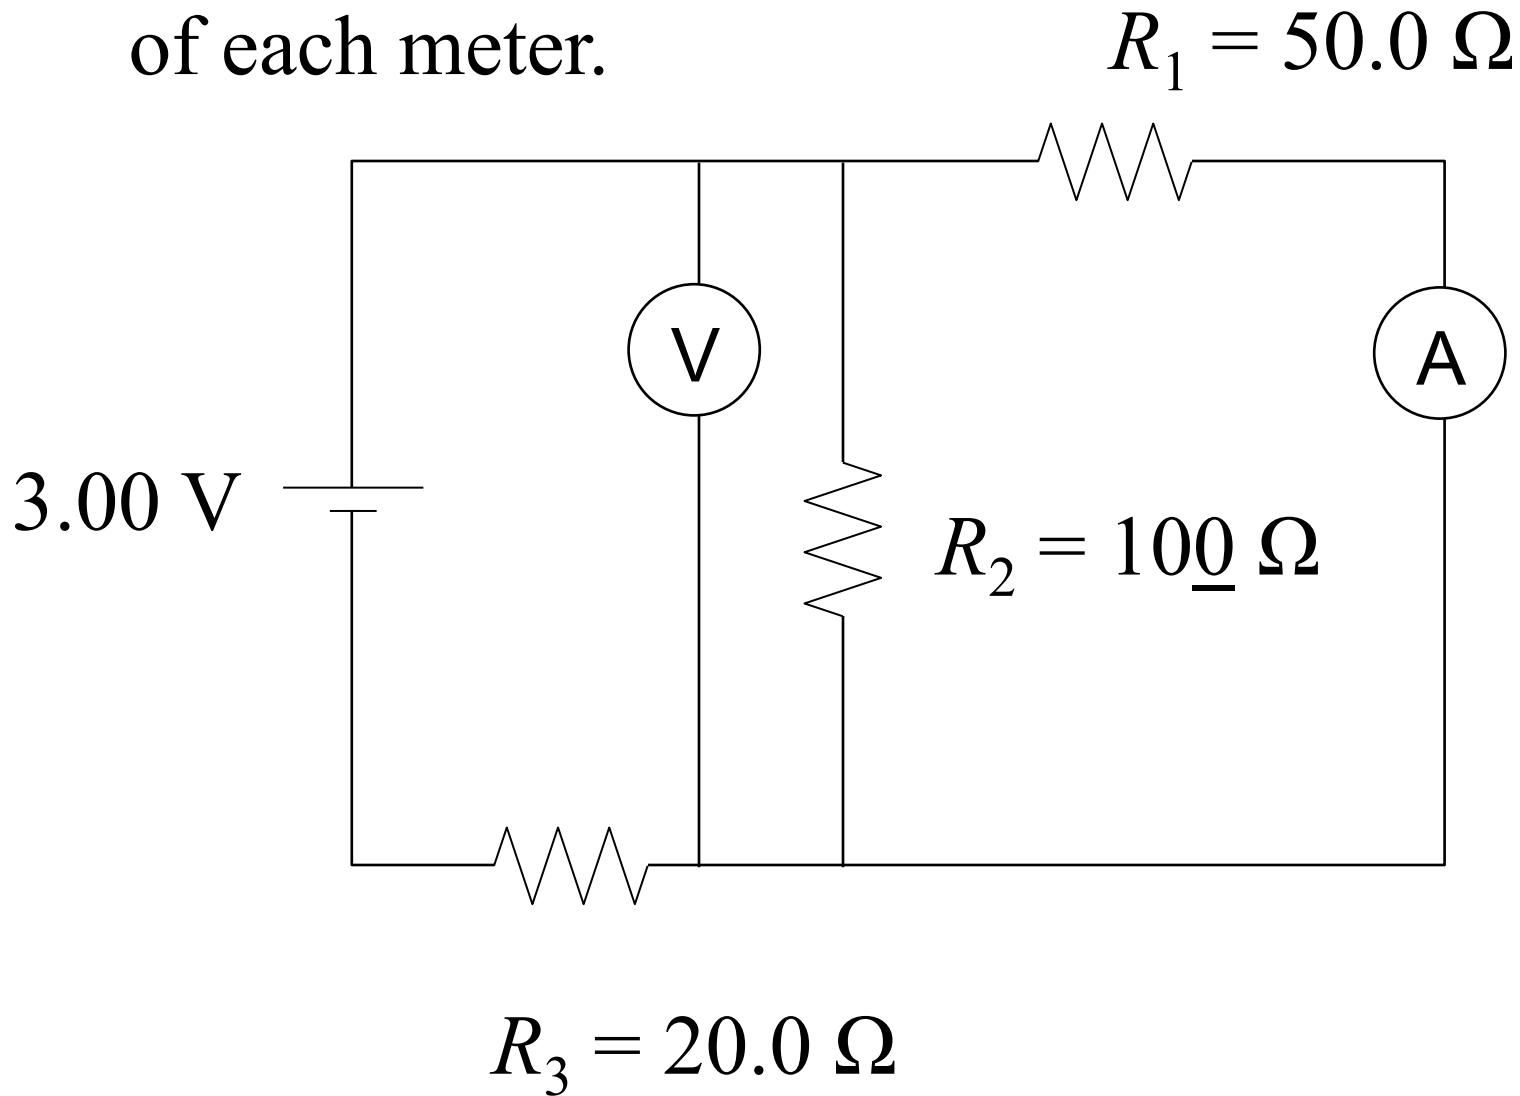 of each meter.
R₁ = 50.0 Ω
V
A
3.00 V
R₂ = 100 Ω
R₃ = 20.0 Ω